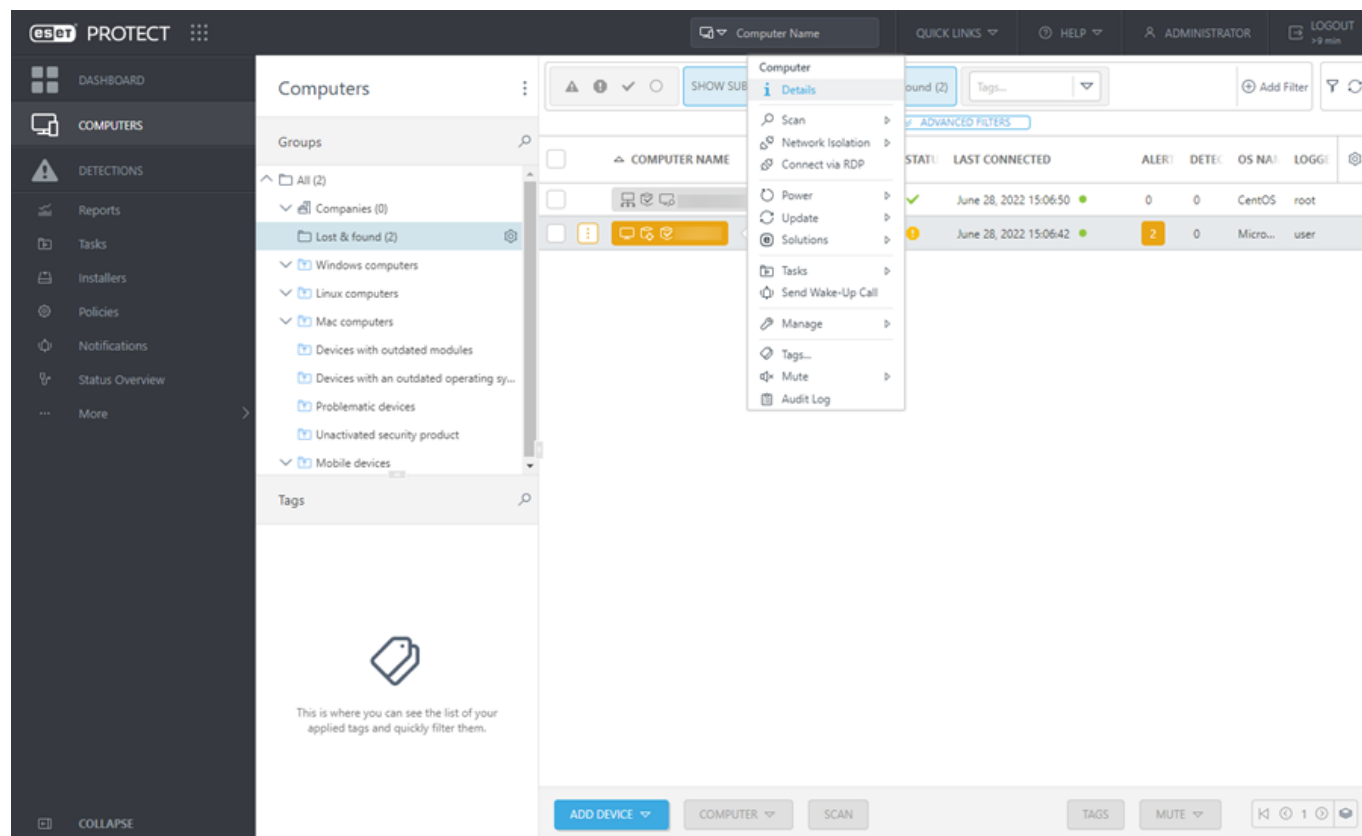 eset PROTECT
Computer Name
QUICK LINKS
HELP
ADMINISTRATOR
LOGOUT
>9 min
DASHBOARD
COMPUTERS
DETECTIONS
Reports
Tasks
Installers
Policies
Notifications
Status Overview
More
COLLAPSE
Computers
Groups
All (2)
Companies (0)
Lost & found (2)
Windows computers
Linux computers
Mac computers
Devices with outdated modules
Devices with an outdated operating sy...
Problematic devices
Unactivated security product
Mobile devices
Tags
This is where you can see the list of your
applied tags and quickly filter them.
SHOW SUB
ound (2)
Tags...
Add Filter
ADVANCED FILTERS
COMPUTER NAME
STATU
LAST CONNECTED
ALERT
DETEC
OS NAM
LOGGE
June 28, 2022 15:06:50
0
0
CentOS
root
June 28, 2022 15:06:42
2
0
Micro...
user
Computer
Details
Scan
Network Isolation
Connect via RDP
Power
Update
Solutions
Tasks
Send Wake-Up Call
Manage
Tags...
Mute
Audit Log
ADD DEVICE
COMPUTER
SCAN
TAGS
MUTE
1